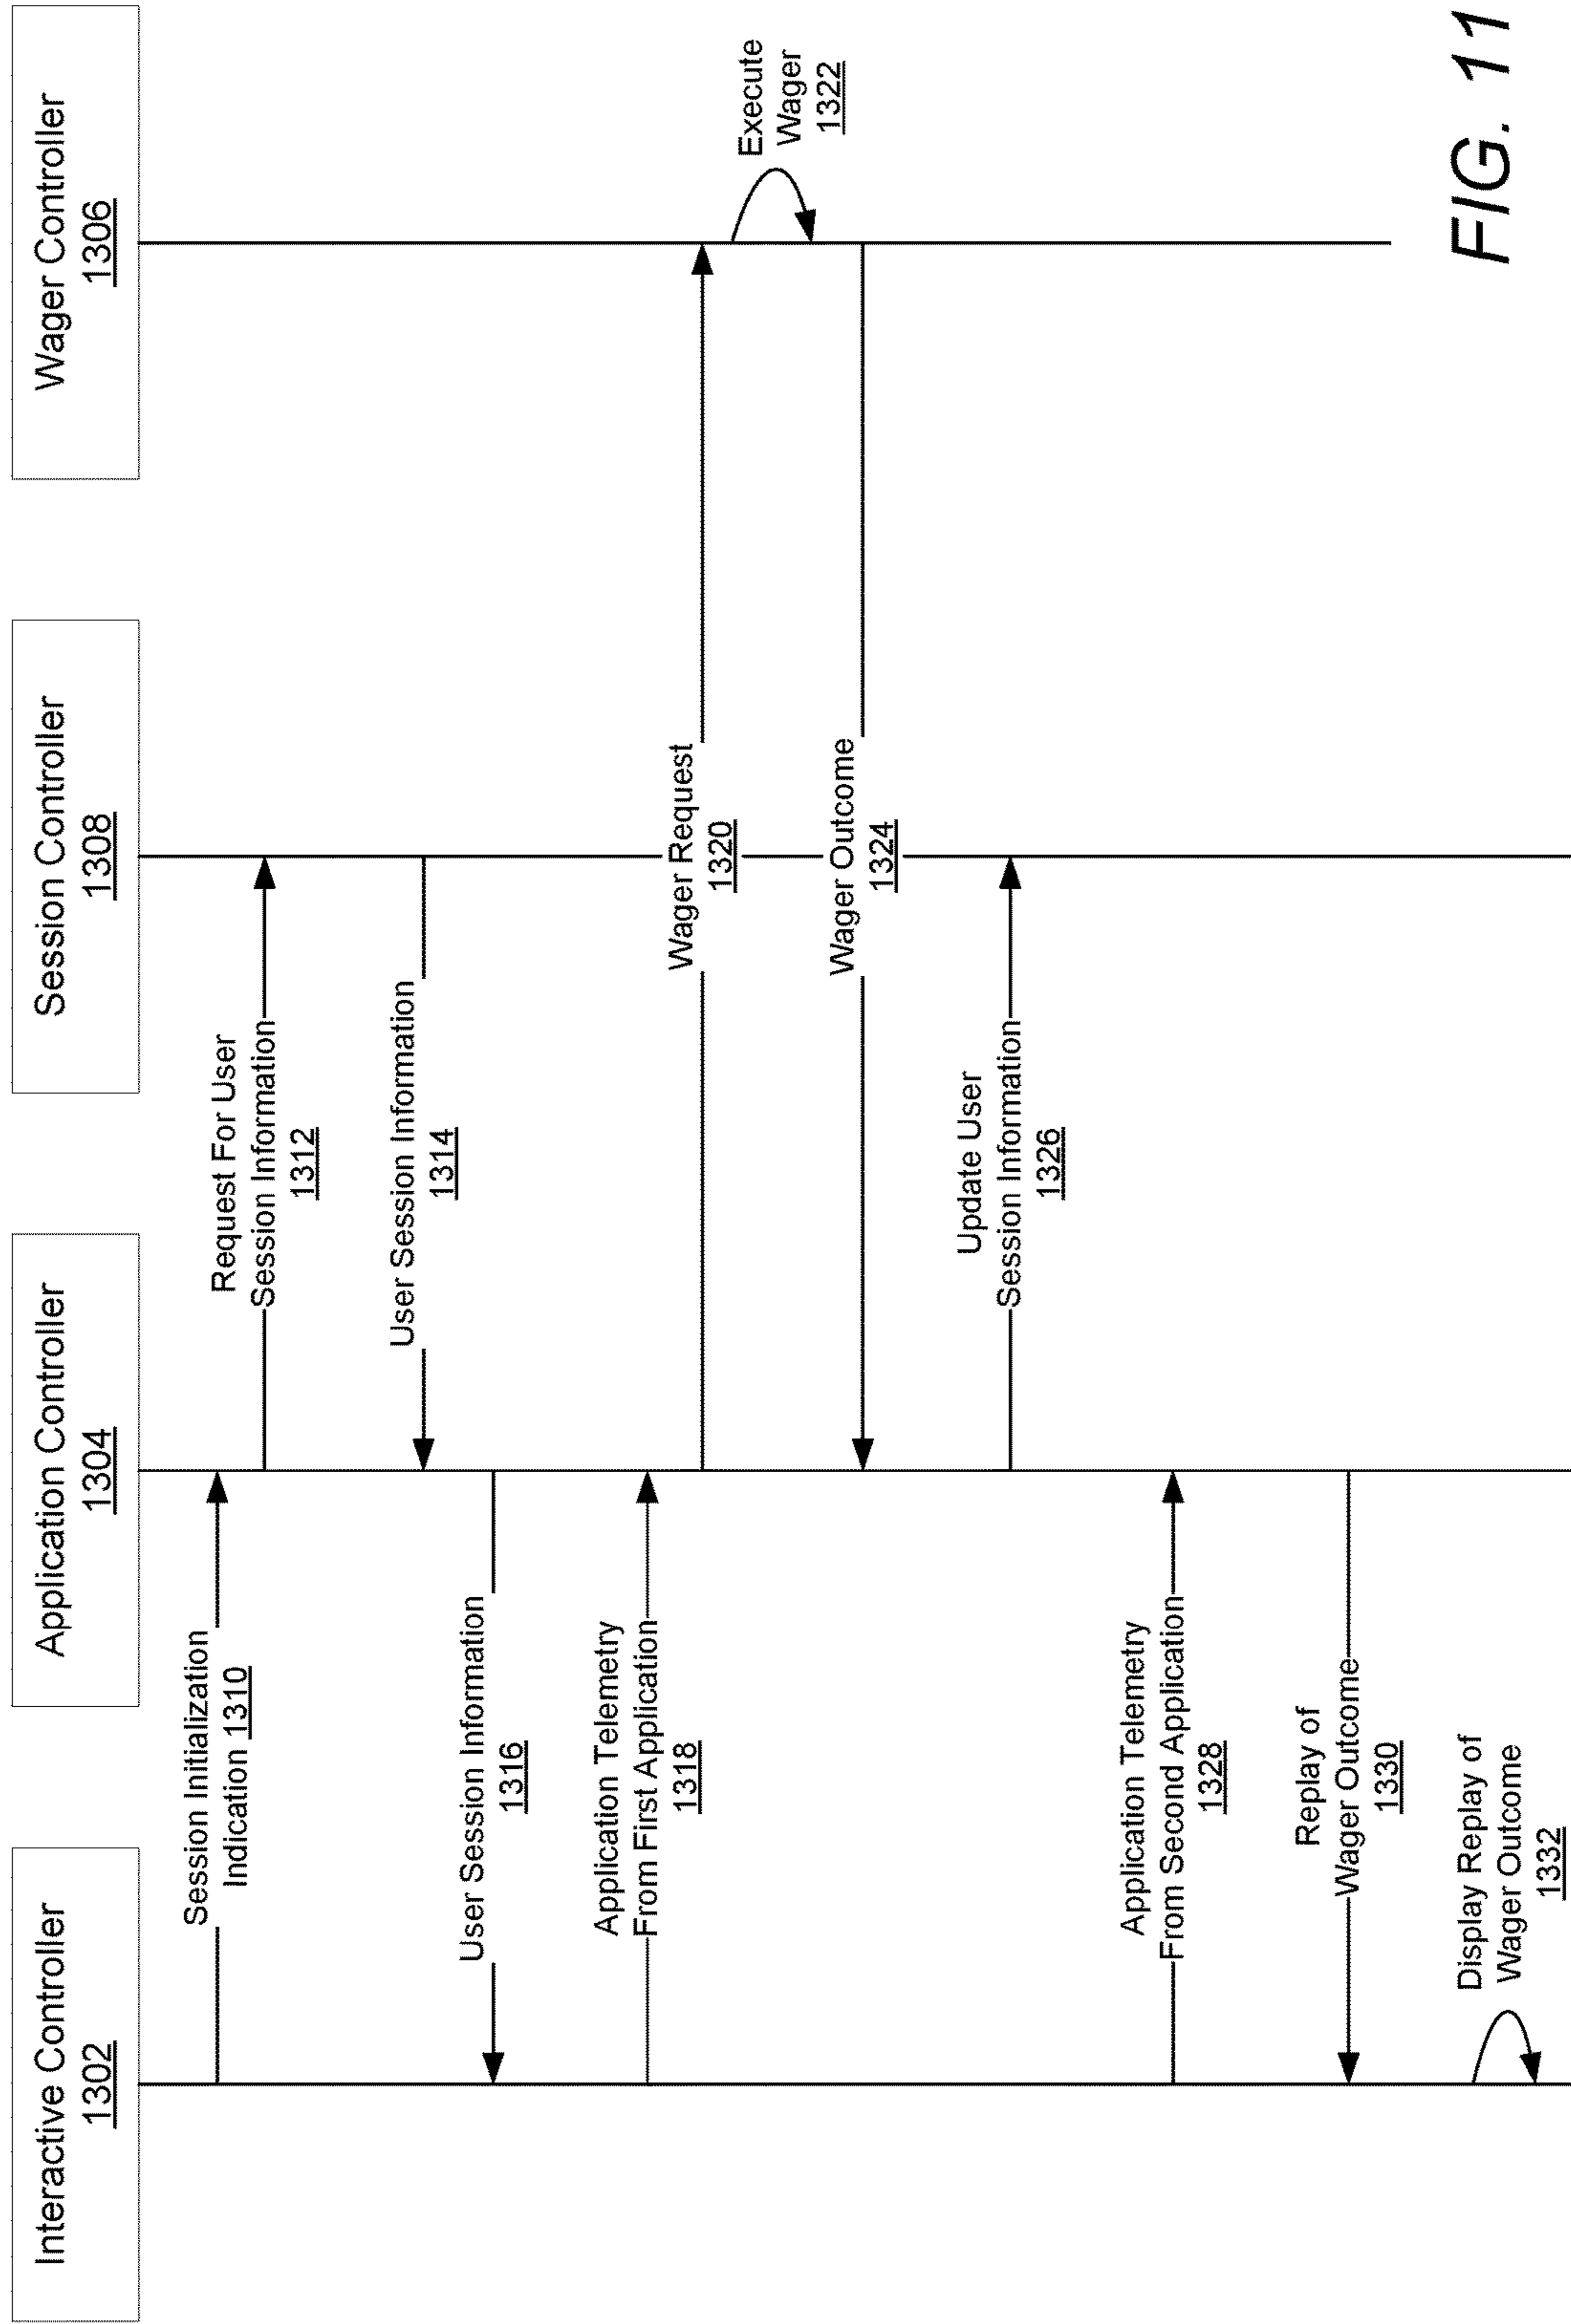 Interactive Controller
1302
Application Controller
1304
Session Controller
1308
Wager Controller
1306
Session Initialization
Indication 1310
Request For User
Session Information
1312
User Session Information
1314
User Session Information
1316
Application Telemetry
From First Application
1318
Wager Request
1320
Execute
Wager
1322
Wager Outcome
1324
Update User
Session Information
1326
Application Telemetry
From Second Application
1328
Replay of
Wager Outcome
1330
Display Replay of
Wager Outcome
1332
FIG. 11